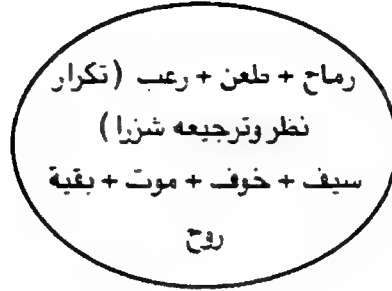 رماح + طعن + رعب (تكرار
نظر وترجيعه شزرا)
سيف + خوف + موت + بقية
روح